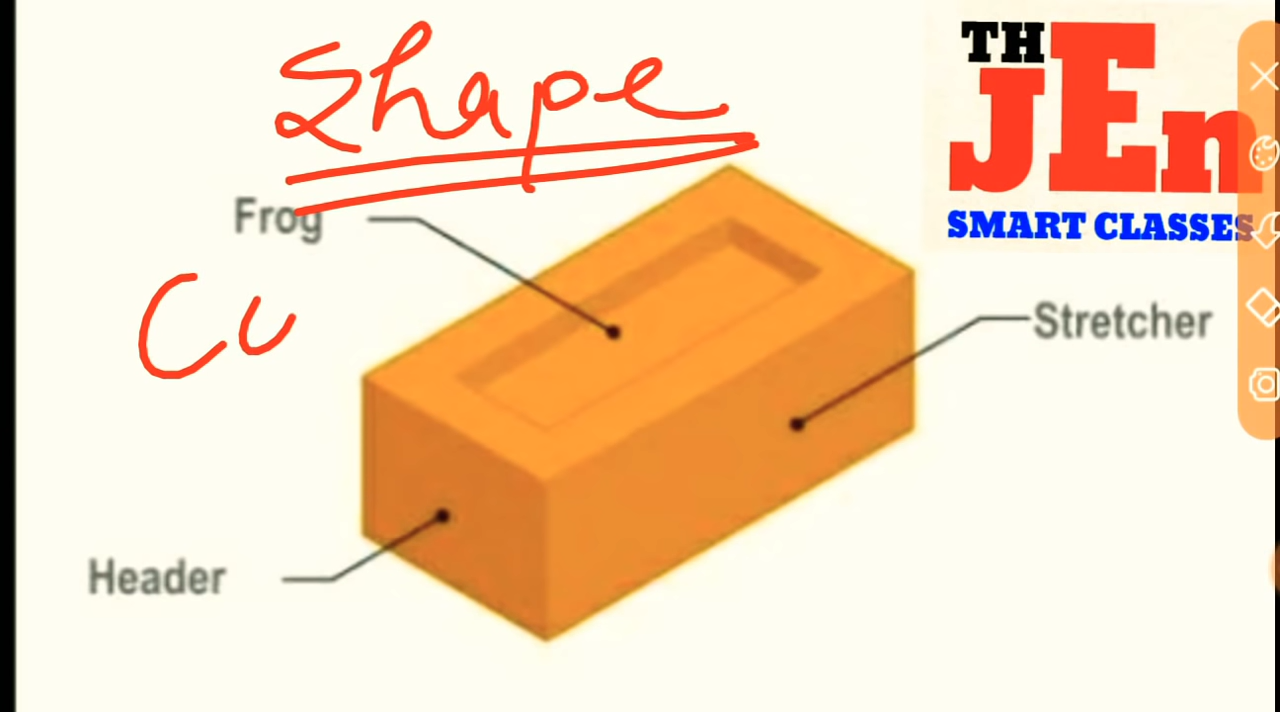 Shape
TH
JEn
SMART CLASSES
Frog
Cu
Stretcher
Header